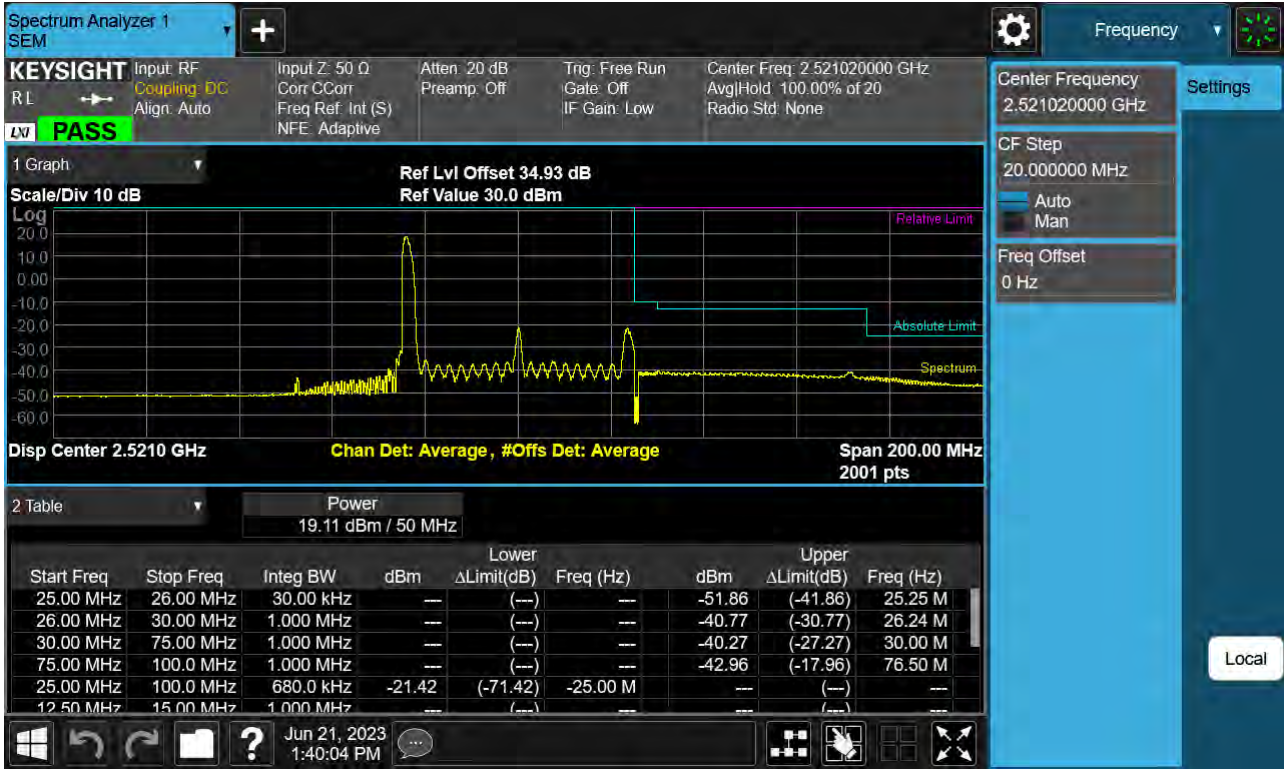 Spectrum Analyzer 1
SEM
Frequency
KEYSIGHT
R L
LXI PASS
Input: RF
Coupling: DC
Align: Auto
Input Z: 50 Ω
Corr CCorr
Freq Ref: Int (S)
NFE: Adaptive
Atten: 20 dB
Preamp: Off
Trig: Free Run
Gate: Off
IF Gain: Low
Center Freq: 2.521020000 GHz
Avg|Hold: 100.00% of 20
Radio Std: None
Center Frequency
2.521020000 GHz
Settings
CF Step
20.000000 MHz
Auto
Man
Freq Offset
0 Hz
1 Graph
Scale/Div 10 dB
Ref Lvl Offset 34.93 dB
Ref Value 30.0 dBm
Log
20.0
10.0
0.00
-10.0
-20.0
-30.0
-40.0
-50.0
-60.0
Relative Limit
Absolute Limit
Spectrum
Disp Center 2.5210 GHz
Chan Det: Average, #Offs Det: Average
Span 200.00 MHz
2001 pts
2 Table
Power
19.11 dBm / 50 MHz
Lower Upper
Start Freq Stop Freq Integ BW dBm ΔLimit(dB) Freq (Hz) dBm ΔLimit(dB) Freq (Hz)
25.00 MHz 26.00 MHz 30.00 kHz --- (---) --- -51.86 (-41.86) 25.25 M
26.00 MHz 30.00 MHz 1.000 MHz --- (---) --- -40.77 (-30.77) 26.24 M
30.00 MHz 75.00 MHz 1.000 MHz --- (---) --- -40.27 (-27.27) 30.00 M
75.00 MHz 100.0 MHz 1.000 MHz --- (---) --- -42.96 (-17.96) 76.50 M
25.00 MHz 100.0 MHz 680.0 kHz -21.42 (-71.42) -25.00 M --- (---) ---
12.50 MHz 15.00 MHz 1.000 MHz --- (---) --- --- (---) ---
Local
?
Jun 21, 2023
1:40:04 PM